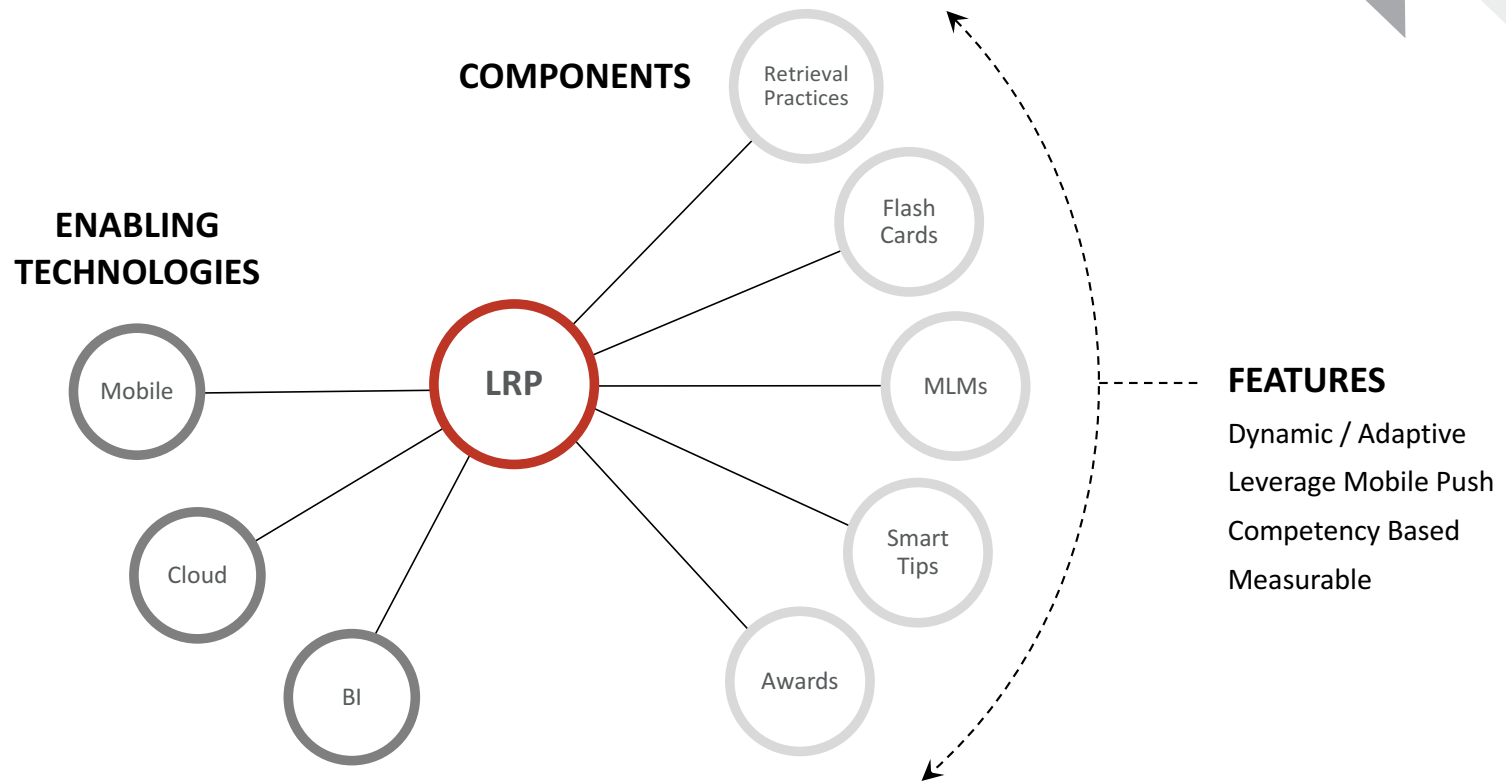 COMPONENTS
Retrieval
Practices
Flash
Cards
ENABLING
TECHNOLOGIES
LRP
Mobile
MLMs
FEATURES
Dynamic / Adaptive
Leverage Mobile Push
Competency Based
Measurable
Smart
Tips
Cloud
Awards
BI